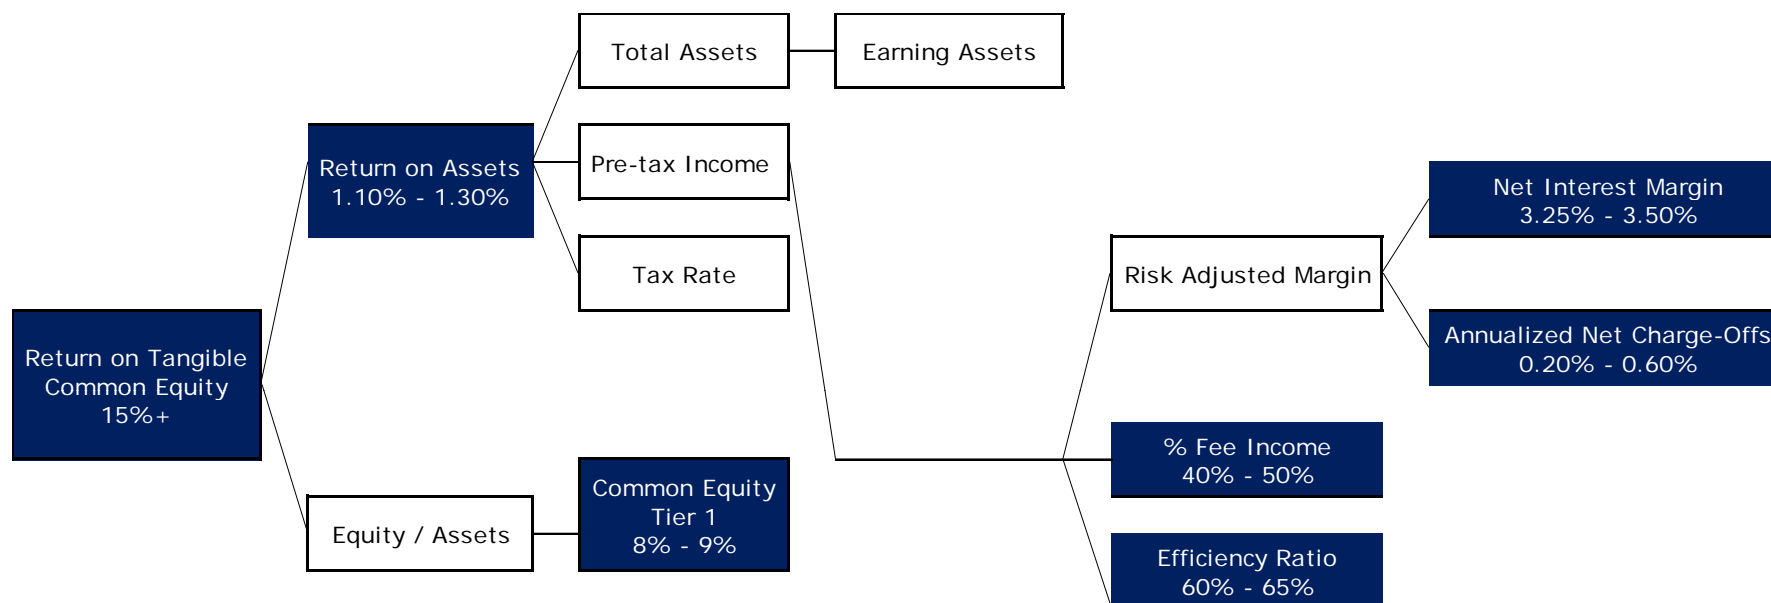 Total Assets
Earning Assets
Return on Assets
1.10% - 1.30%
Pre-tax Income
Tax Rate
Net Interest Margin
3.25% - 3.50%
Risk Adjusted Margin
Annualized Net Charge-Offs
0.20% - 0.60%
Return on Tangible
Common Equity
15%+
% Fee Income
40% - 50%
Common Equity
Tier 1
8% - 9%
Equity / Assets
Efficiency Ratio
60% - 65%